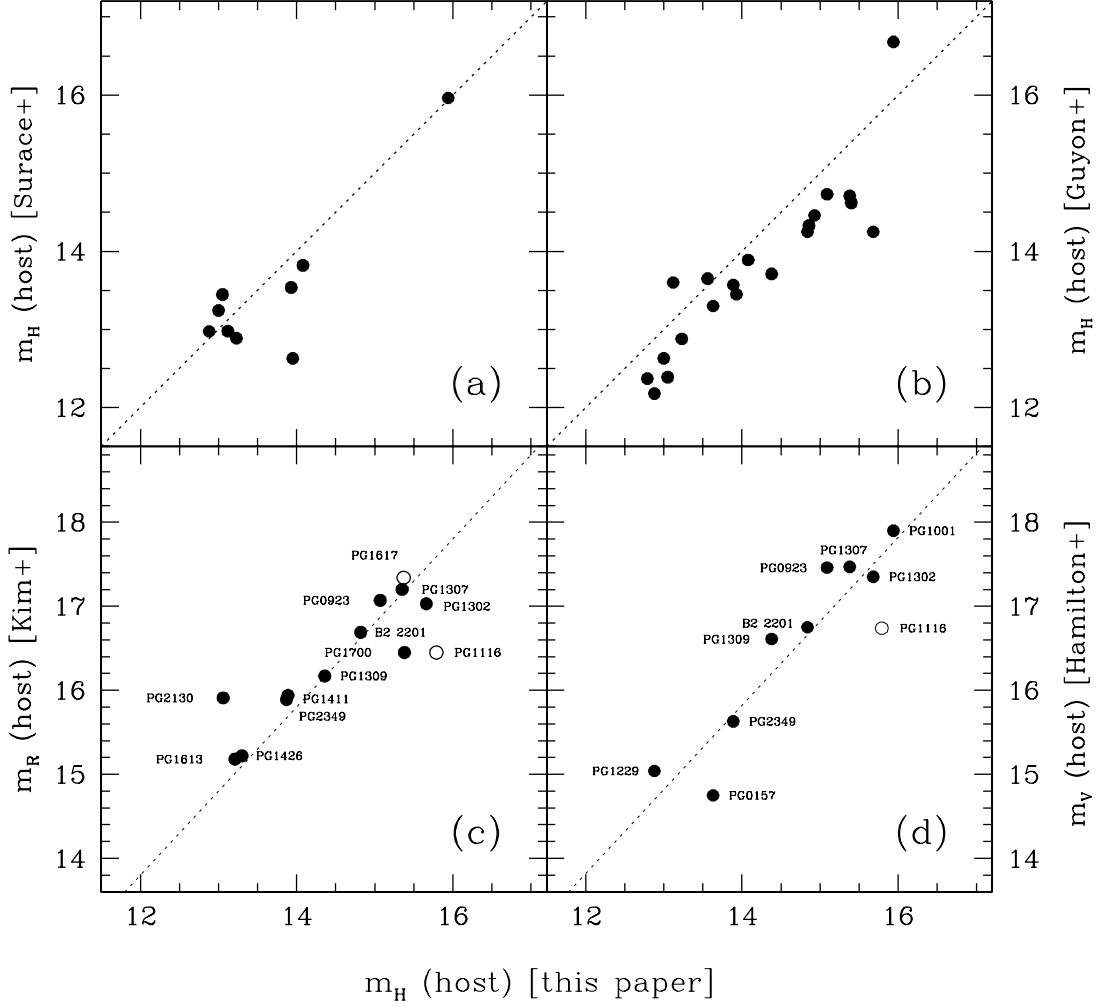 16
14
12
m_H (host) [Surace+]
(a)
16
14
12
m_H (host) [Guyon+]
(b)
18
17
16
15
14
m_R (host) [Kim+]
PG1617
PG1307
PG0923
PG1302
B2 2201
PG1700
PG1116
PG1309
PG2130
PG1411
PG2349
PG1613
PG1426
(c)
12
14
16
PG1001
PG1307
PG0923
PG1302
B2 2201
PG1116
PG1309
PG2349
PG1229
PG0157
(d)
18
17
16
15
14
m_V (host) [Hamilton+]
12
14
16
m_H (host) [this paper]